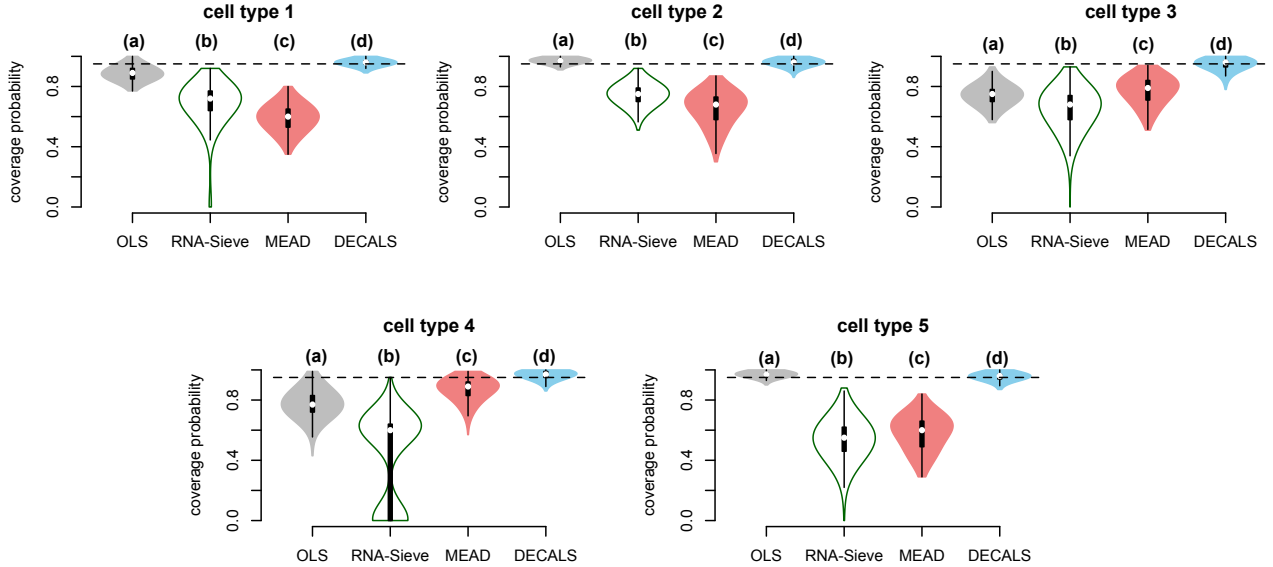 cell type 1
(a) (b) (c) (d)
coverage probability
0.0 0.4 0.8
OLS RNA-Sieve MEAD DECALS
cell type 2
(a) (b) (c) (d)
coverage probability
0.0 0.4 0.8
OLS RNA-Sieve MEAD DECALS
cell type 3
(a) (b) (c) (d)
coverage probability
0.0 0.4 0.8
OLS RNA-Sieve MEAD DECALS
cell type 4
(a) (b) (c) (d)
coverage probability
0.0 0.4 0.8
OLS RNA-Sieve MEAD DECALS
cell type 5
(a) (b) (c) (d)
coverage probability
0.0 0.4 0.8
OLS RNA-Sieve MEAD DECALS